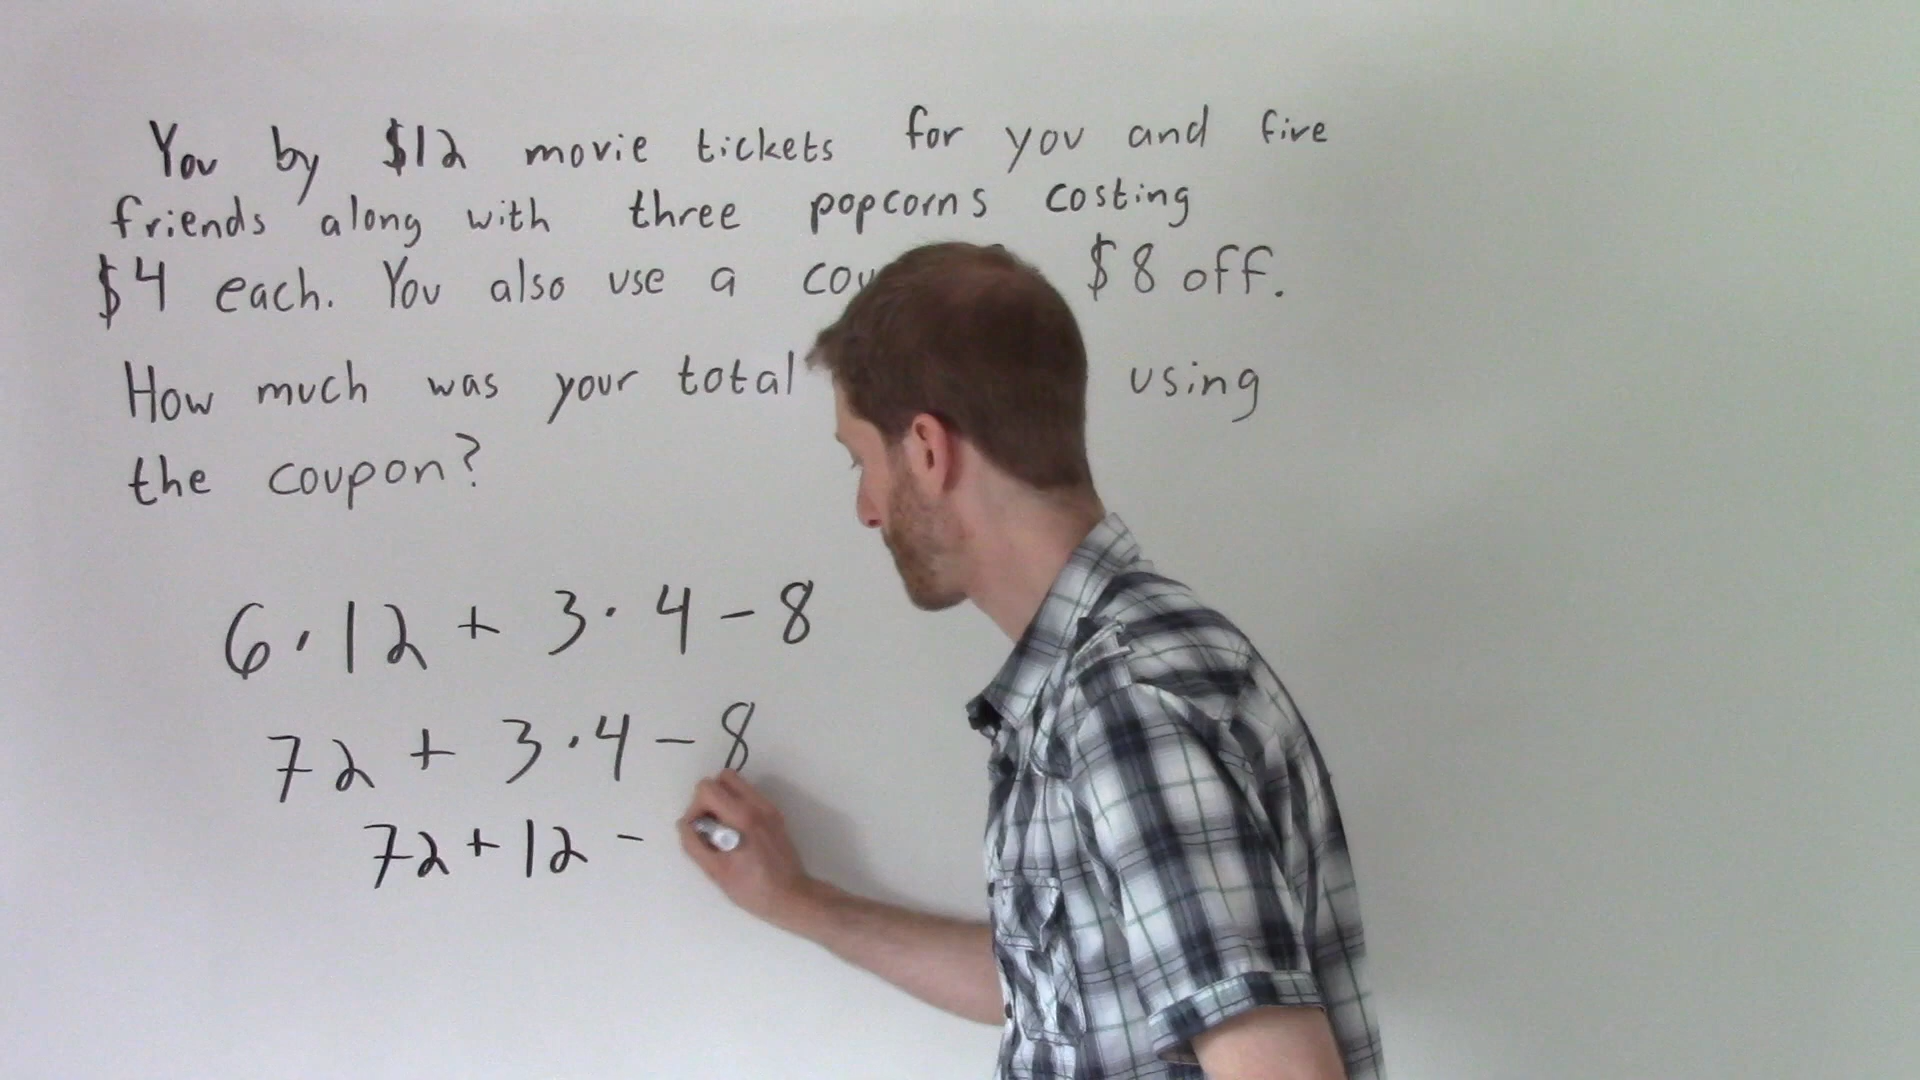 You by $12 movie tickets for you and five
friends along with three popcorns costing
$4 each. You also use a $8 off.
How much was your total using
the coupon?
6·12 + 3·4-8
72 + 3·4-8
72+12-